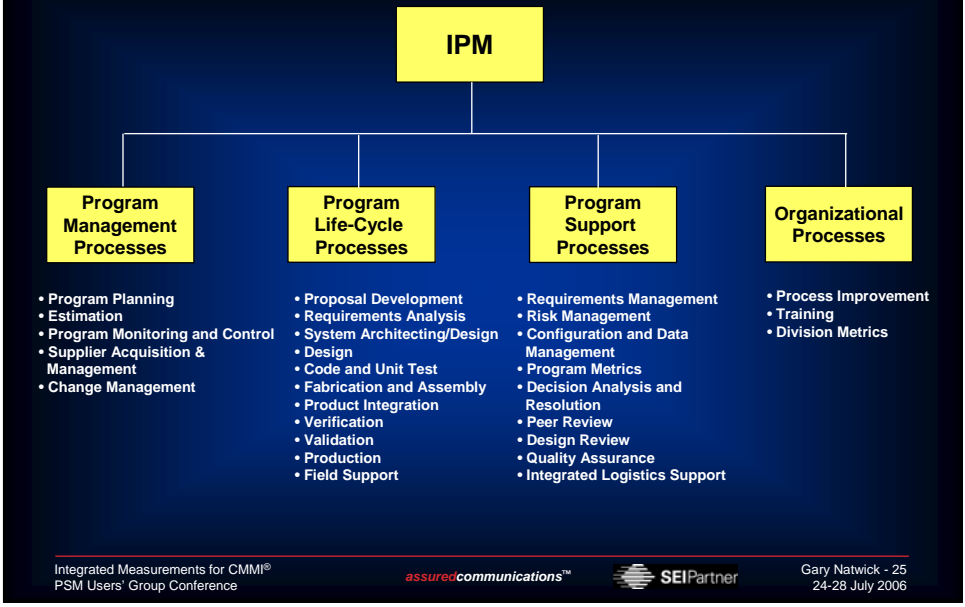 IPM
Program
Management
Processes
• Program Planning
• Estimation
• Program Monitoring and Control
• Supplier Acquisition &
Management
• Change Management
Program
Life-Cycle
Processes
• Proposal Development
• Requirements Analysis
• System Architecting/Design
• Design
• Code and Unit Test
• Fabrication and Assembly
• Product Integration
• Verification
• Validation
• Production
• Field Support
Program
Support
Processes
• Requirements Management
• Risk Management
• Configuration and Data
Management
• Program Metrics
• Decision Analysis and
Resolution
• Peer Review
• Design Review
• Quality Assurance
• Integrated Logistics Support
Organizational
Processes
• Process Improvement
• Training
• Division Metrics
Integrated Measurements for CMMI®
PSM Users' Group Conference
assuredcommunications™
SEIPartner
Gary Natwick - 25
24-28 July 2006